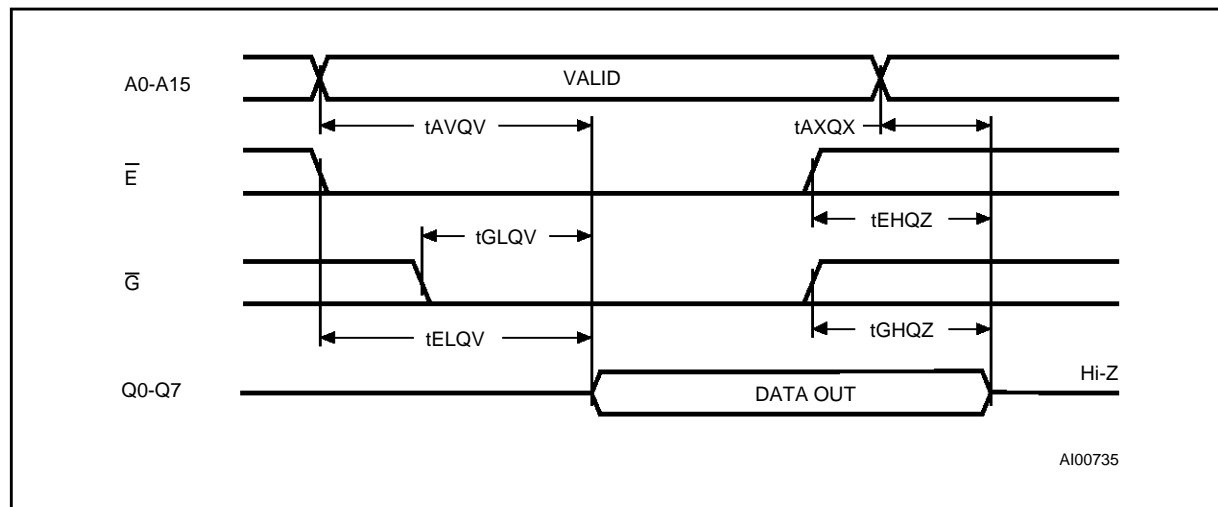 A0-A15
VALID
tAVQV
tAXQX
E̅
tEHQZ
tGLQV
G̅
tGHQZ
tELQV
Hi-Z
Q0-Q7
DATA OUT
AI00735